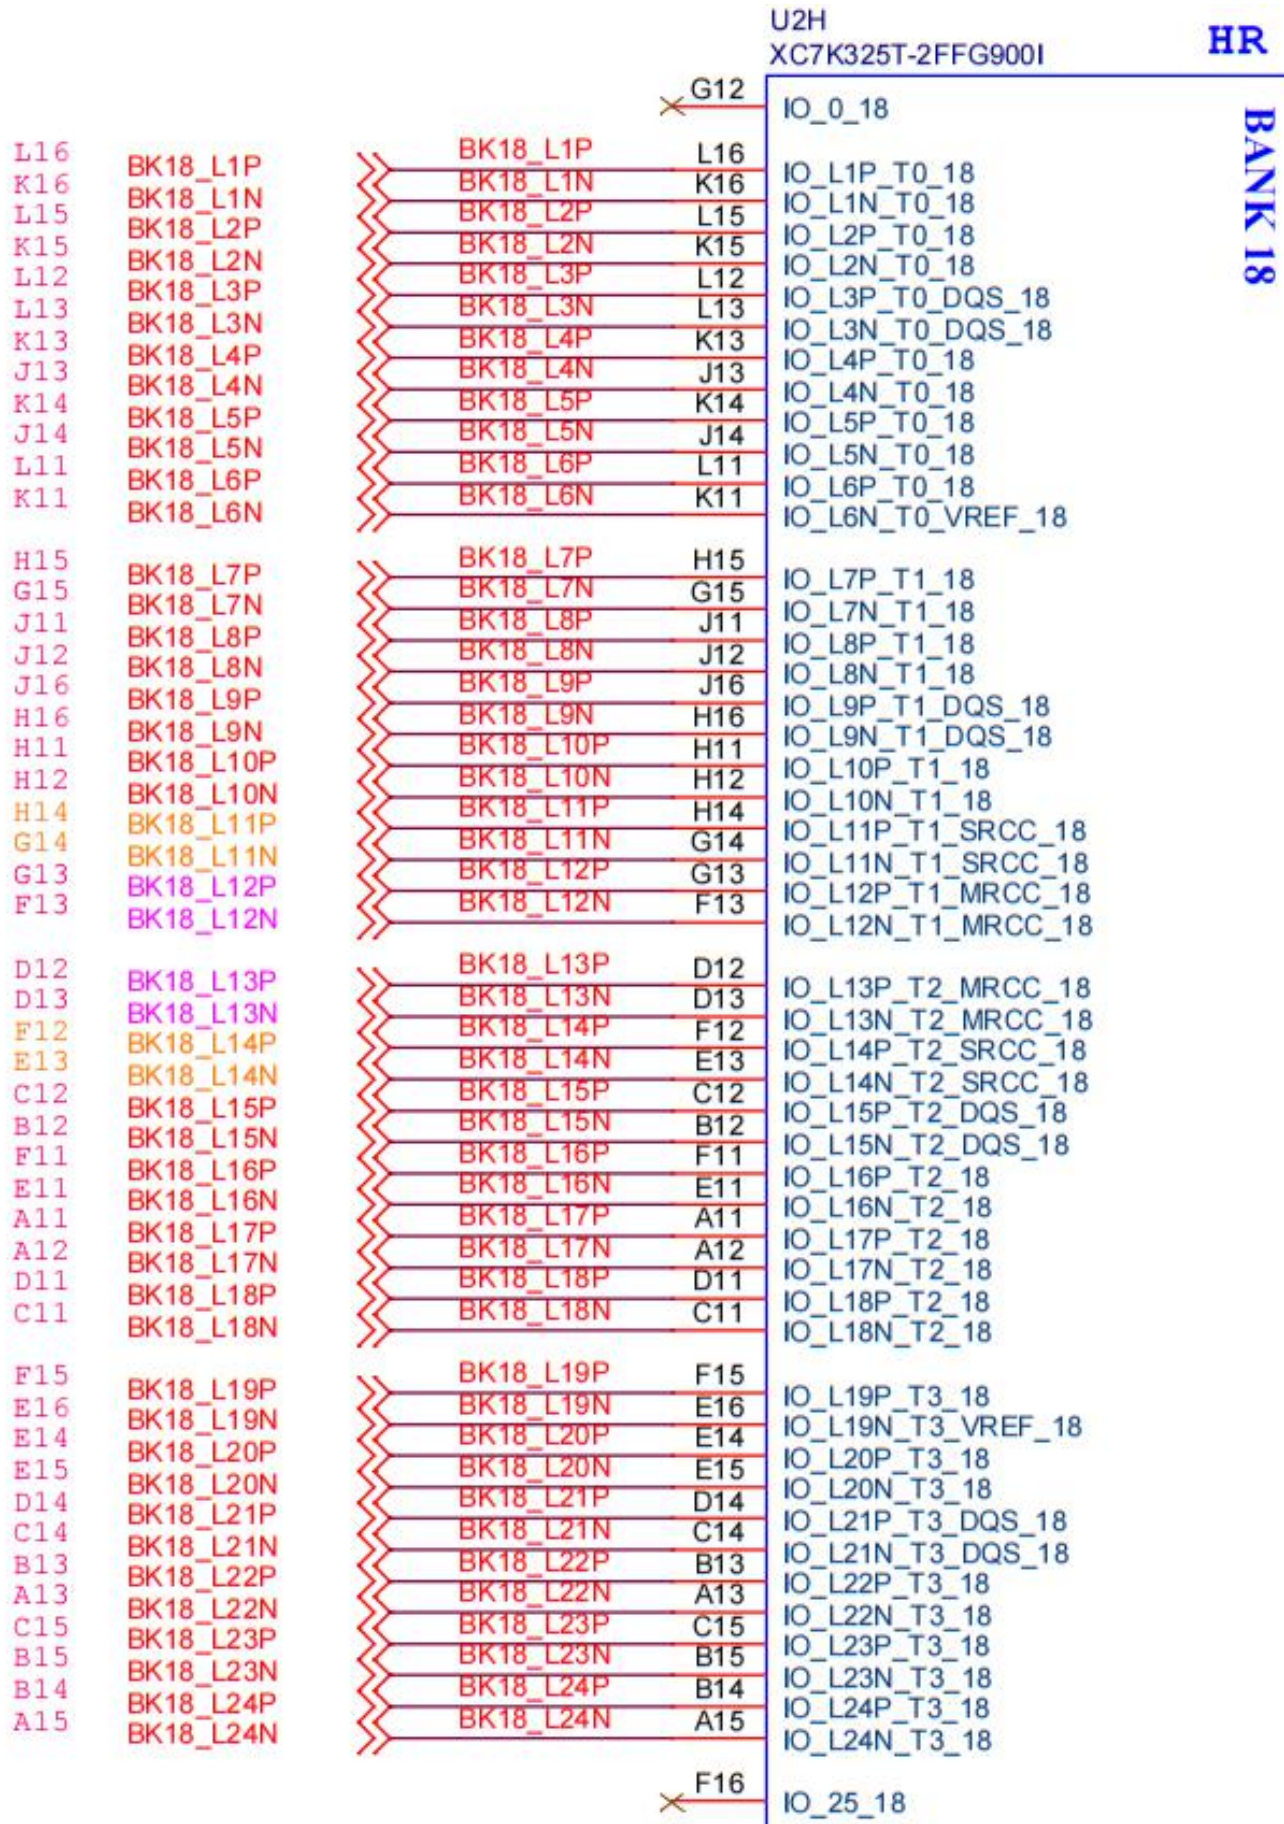 U2H
XC7K325T-2FFG900I HR
BANK 18
G12 IO_0_18
L16 BK18_L1P BK18_L1P L16 IO_L1P_T0_18
K16 BK18_L1N BK18_L1N K16 IO_L1N_T0_18
L15 BK18_L2P BK18_L2P L15 IO_L2P_T0_18
K15 BK18_L2N BK18_L2N K15 IO_L2N_T0_18
L12 BK18_L3P BK18_L3P L12 IO_L3P_T0_DQS_18
L13 BK18_L3N BK18_L3N L13 IO_L3N_T0_DQS_18
K13 BK18_L4P BK18_L4P K13 IO_L4P_T0_18
J13 BK18_L4N BK18_L4N J13 IO_L4N_T0_18
K14 BK18_L5P BK18_L5P K14 IO_L5P_T0_18
J14 BK18_L5N BK18_L5N J14 IO_L5N_T0_18
L11 BK18_L6P BK18_L6P L11 IO_L6P_T0_18
K11 BK18_L6N BK18_L6N K11 IO_L6N_T0_VREF_18
H15 BK18_L7P BK18_L7P H15 IO_L7P_T1_18
G15 BK18_L7N BK18_L7N G15 IO_L7N_T1_18
J11 BK18_L8P BK18_L8P J11 IO_L8P_T1_18
J12 BK18_L8N BK18_L8N J12 IO_L8N_T1_18
J16 BK18_L9P BK18_L9P J16 IO_L9P_T1_DQS_18
H16 BK18_L9N BK18_L9N H16 IO_L9N_T1_DQS_18
H11 BK18_L10P BK18_L10P H11 IO_L10P_T1_18
H12 BK18_L10N BK18_L10N H12 IO_L10N_T1_18
H14 BK18_L11P BK18_L11P H14 IO_L11P_T1_SRCC_18
G14 BK18_L11N BK18_L11N G14 IO_L11N_T1_SRCC_18
G13 BK18_L12P BK18_L12P G13 IO_L12P_T1_MRCC_18
F13 BK18_L12N BK18_L12N F13 IO_L12N_T1_MRCC_18
D12 BK18_L13P BK18_L13P D12 IO_L13P_T2_MRCC_18
D13 BK18_L13N BK18_L13N D13 IO_L13N_T2_MRCC_18
F12 BK18_L14P BK18_L14P F12 IO_L14P_T2_SRCC_18
E13 BK18_L14N BK18_L14N E13 IO_L14N_T2_SRCC_18
C12 BK18_L15P BK18_L15P C12 IO_L15P_T2_DQS_18
B12 BK18_L15N BK18_L15N B12 IO_L15N_T2_DQS_18
F11 BK18_L16P BK18_L16P F11 IO_L16P_T2_18
E11 BK18_L16N BK18_L16N E11 IO_L16N_T2_18
A11 BK18_L17P BK18_L17P A11 IO_L17P_T2_18
A12 BK18_L17N BK18_L17N A12 IO_L17N_T2_18
D11 BK18_L18P BK18_L18P D11 IO_L18P_T2_18
C11 BK18_L18N BK18_L18N C11 IO_L18N_T2_18
F15 BK18_L19P BK18_L19P F15 IO_L19P_T3_18
E16 BK18_L19N BK18_L19N E16 IO_L19N_T3_VREF_18
E14 BK18_L20P BK18_L20P E14 IO_L20P_T3_18
E15 BK18_L20N BK18_L20N E15 IO_L20N_T3_18
D14 BK18_L21P BK18_L21P D14 IO_L21P_T3_DQS_18
C14 BK18_L21N BK18_L21N C14 IO_L21N_T3_DQS_18
B13 BK18_L22P BK18_L22P B13 IO_L22P_T3_18
A13 BK18_L22N BK18_L22N A13 IO_L22N_T3_18
C15 BK18_L23P BK18_L23P C15 IO_L23P_T3_18
B15 BK18_L23N BK18_L23N B15 IO_L23N_T3_18
B14 BK18_L24P BK18_L24P B14 IO_L24P_T3_18
A15 BK18_L24N BK18_L24N A15 IO_L24N_T3_18
F16 IO_25_18